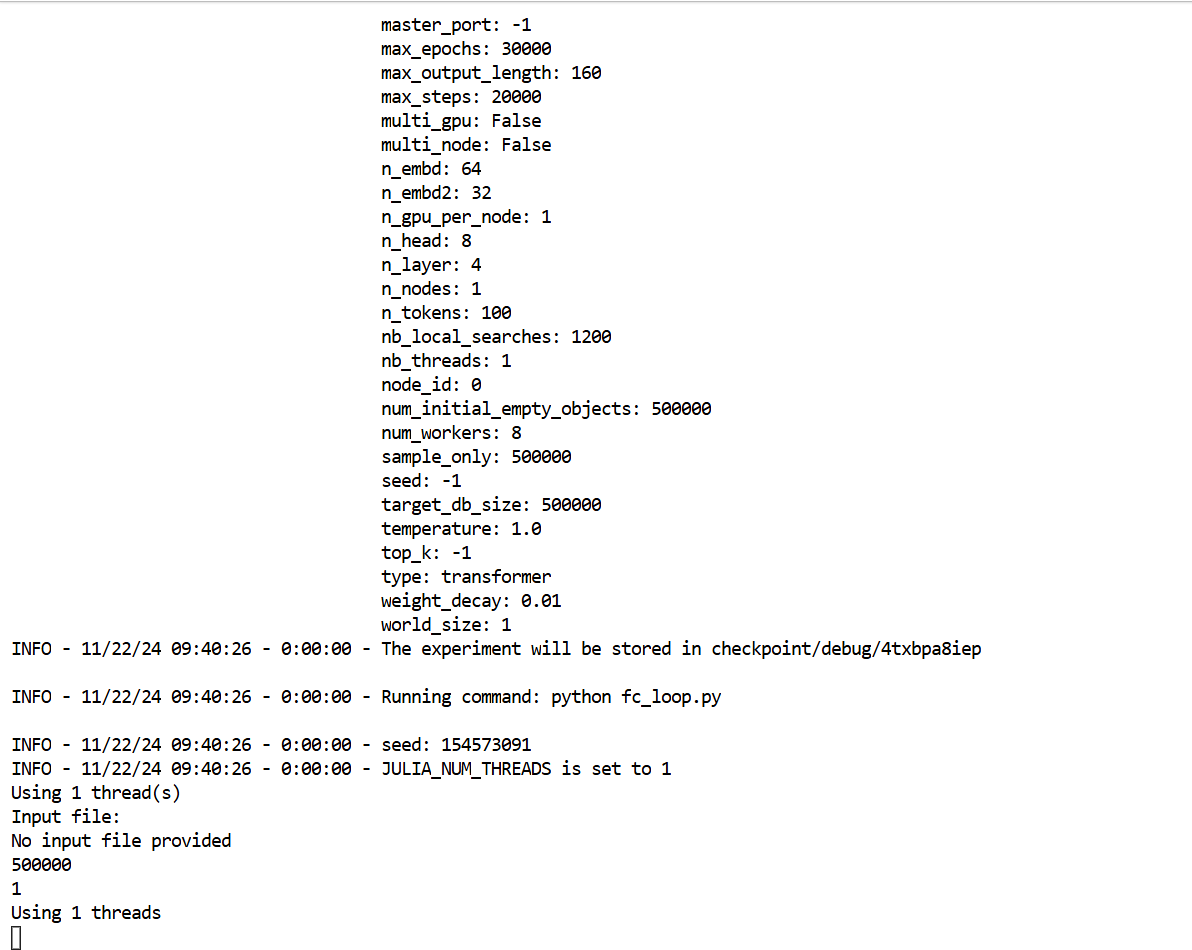 master_port: -1
max_epochs: 30000
max_output_length: 160
max_steps: 20000
multi_gpu: False
multi_node: False
n_embd: 64
n_embd2: 32
n_gpu_per_node: 1
n_head: 8
n_layer: 4
n_nodes: 1
n_tokens: 100
nb_local_searches: 1200
nb_threads: 1
node_id: 0
num_initial_empty_objects: 500000
num_workers: 8
sample_only: 500000
seed: -1
target_db_size: 500000
temperature: 1.0
top_k: -1
type: transformer
weight_decay: 0.01
world_size: 1
INFO - 11/22/24 09:40:26 - 0:00:00 - The experiment will be stored in checkpoint/debug/4txbpa8iep
INFO - 11/22/24 09:40:26 - 0:00:00 - Running command: python fc_loop.py
INFO - 11/22/24 09:40:26 - 0:00:00 - seed: 154573091
INFO - 11/22/24 09:40:26 - 0:00:00 - JULIA_NUM_THREADS is set to 1
Using 1 thread(s)
Input file:
No input file provided
500000
1
Using 1 threads